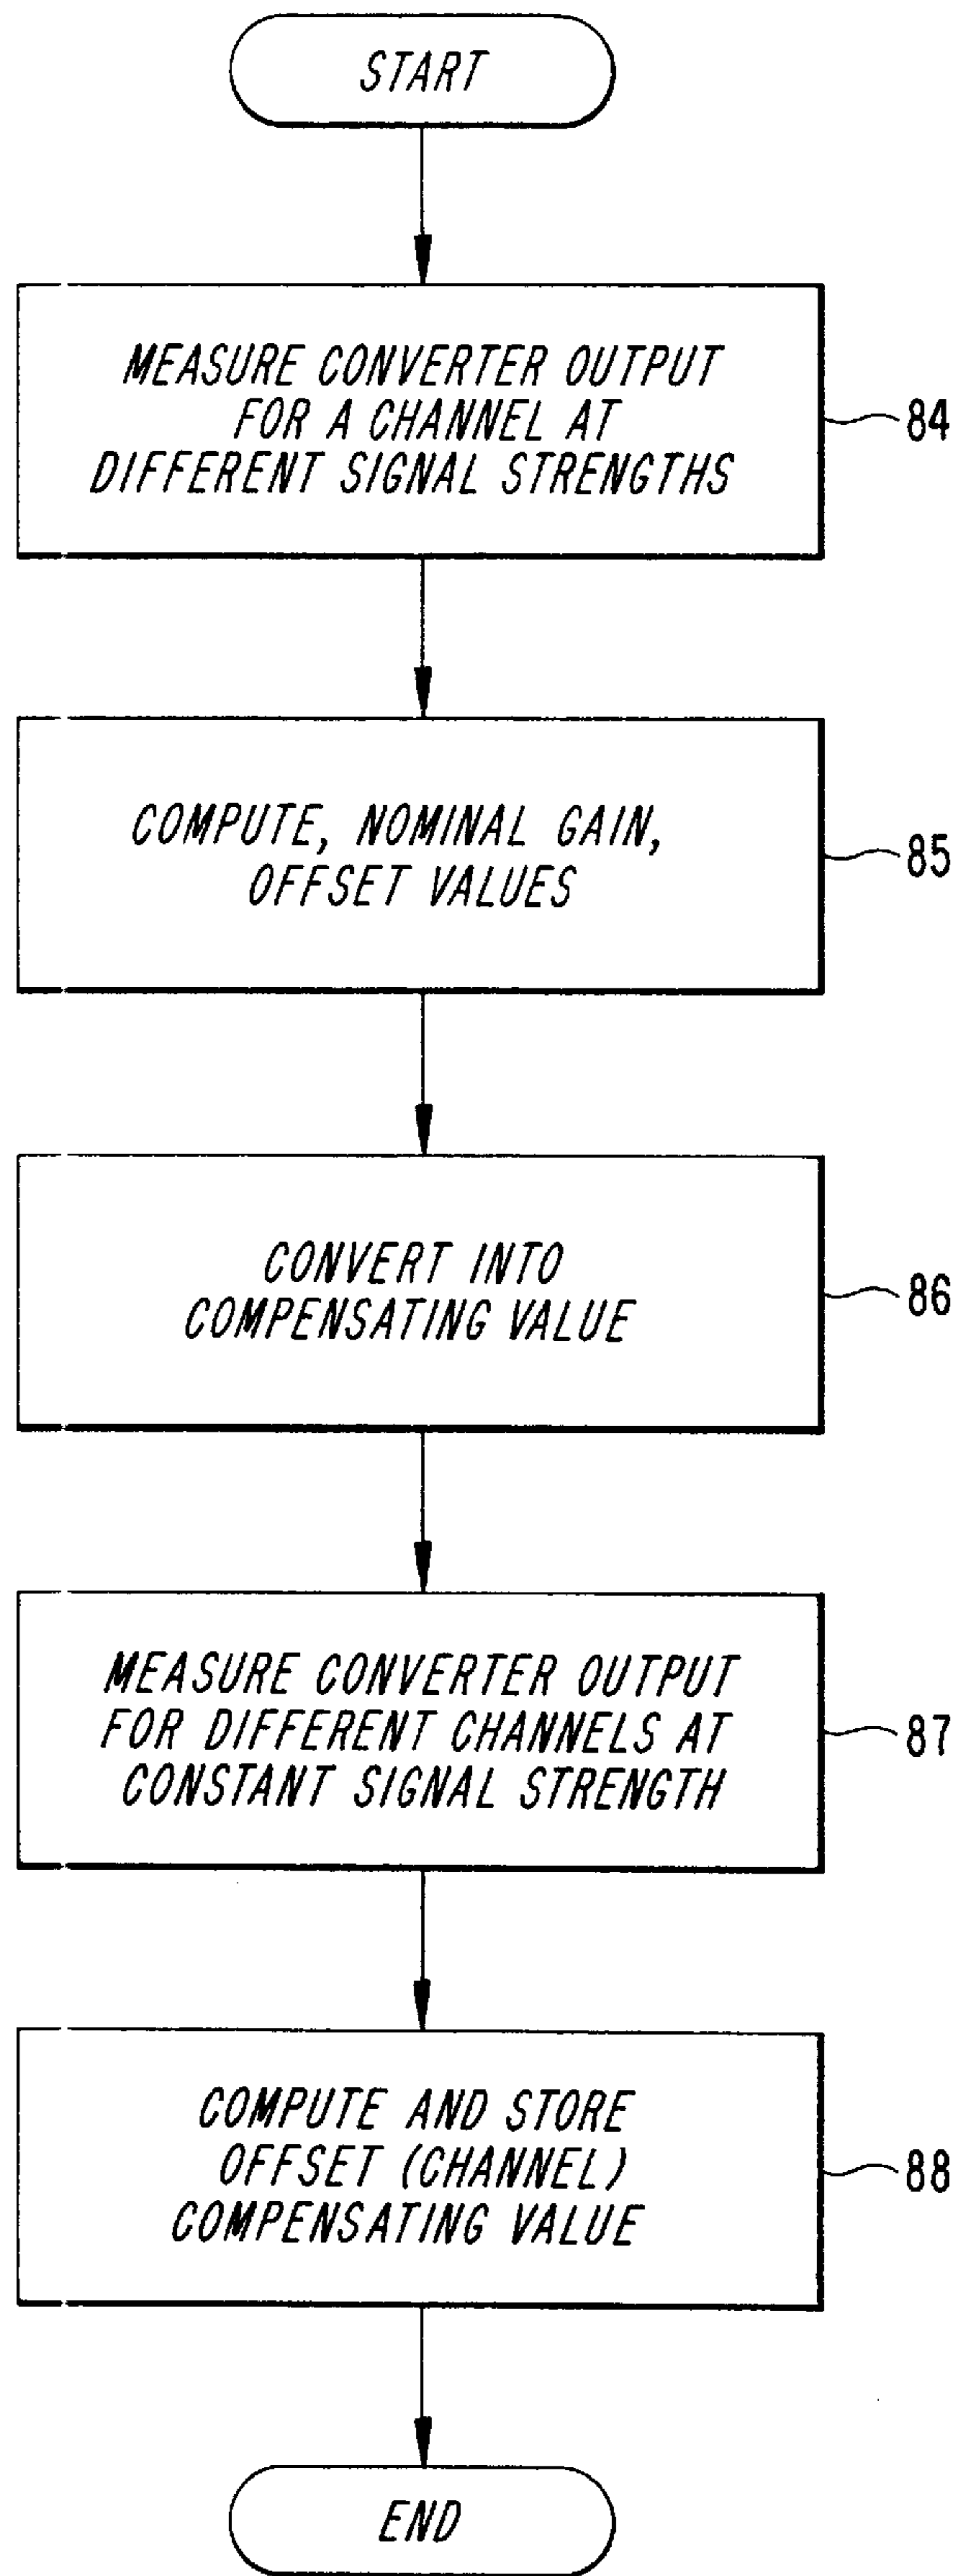 START
MEASURE CONVERTER OUTPUT
FOR A CHANNEL AT
DIFFERENT SIGNAL STRENGTHS
84
COMPUTE, NOMINAL GAIN,
OFFSET VALUES
85
CONVERT INTO
COMPENSATING VALUE
86
MEASURE CONVERTER OUTPUT
FOR DIFFERENT CHANNELS AT
CONSTANT SIGNAL STRENGTH
87
COMPUTE AND STORE
OFFSET (CHANNEL)
COMPENSATING VALUE
88
END